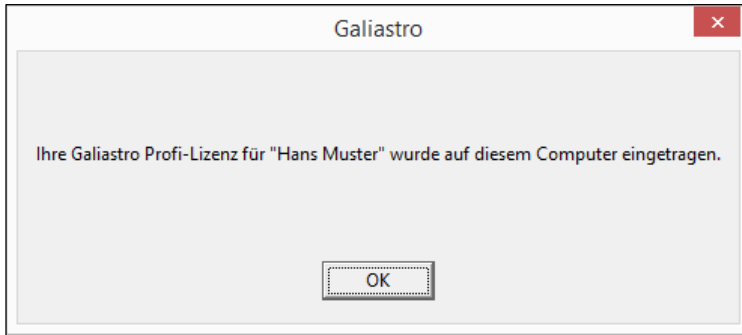 Galiastro
Ihre Galiastro Profi-Lizenz für "Hans Muster" wurde auf diesem Computer eingetragen.
OK